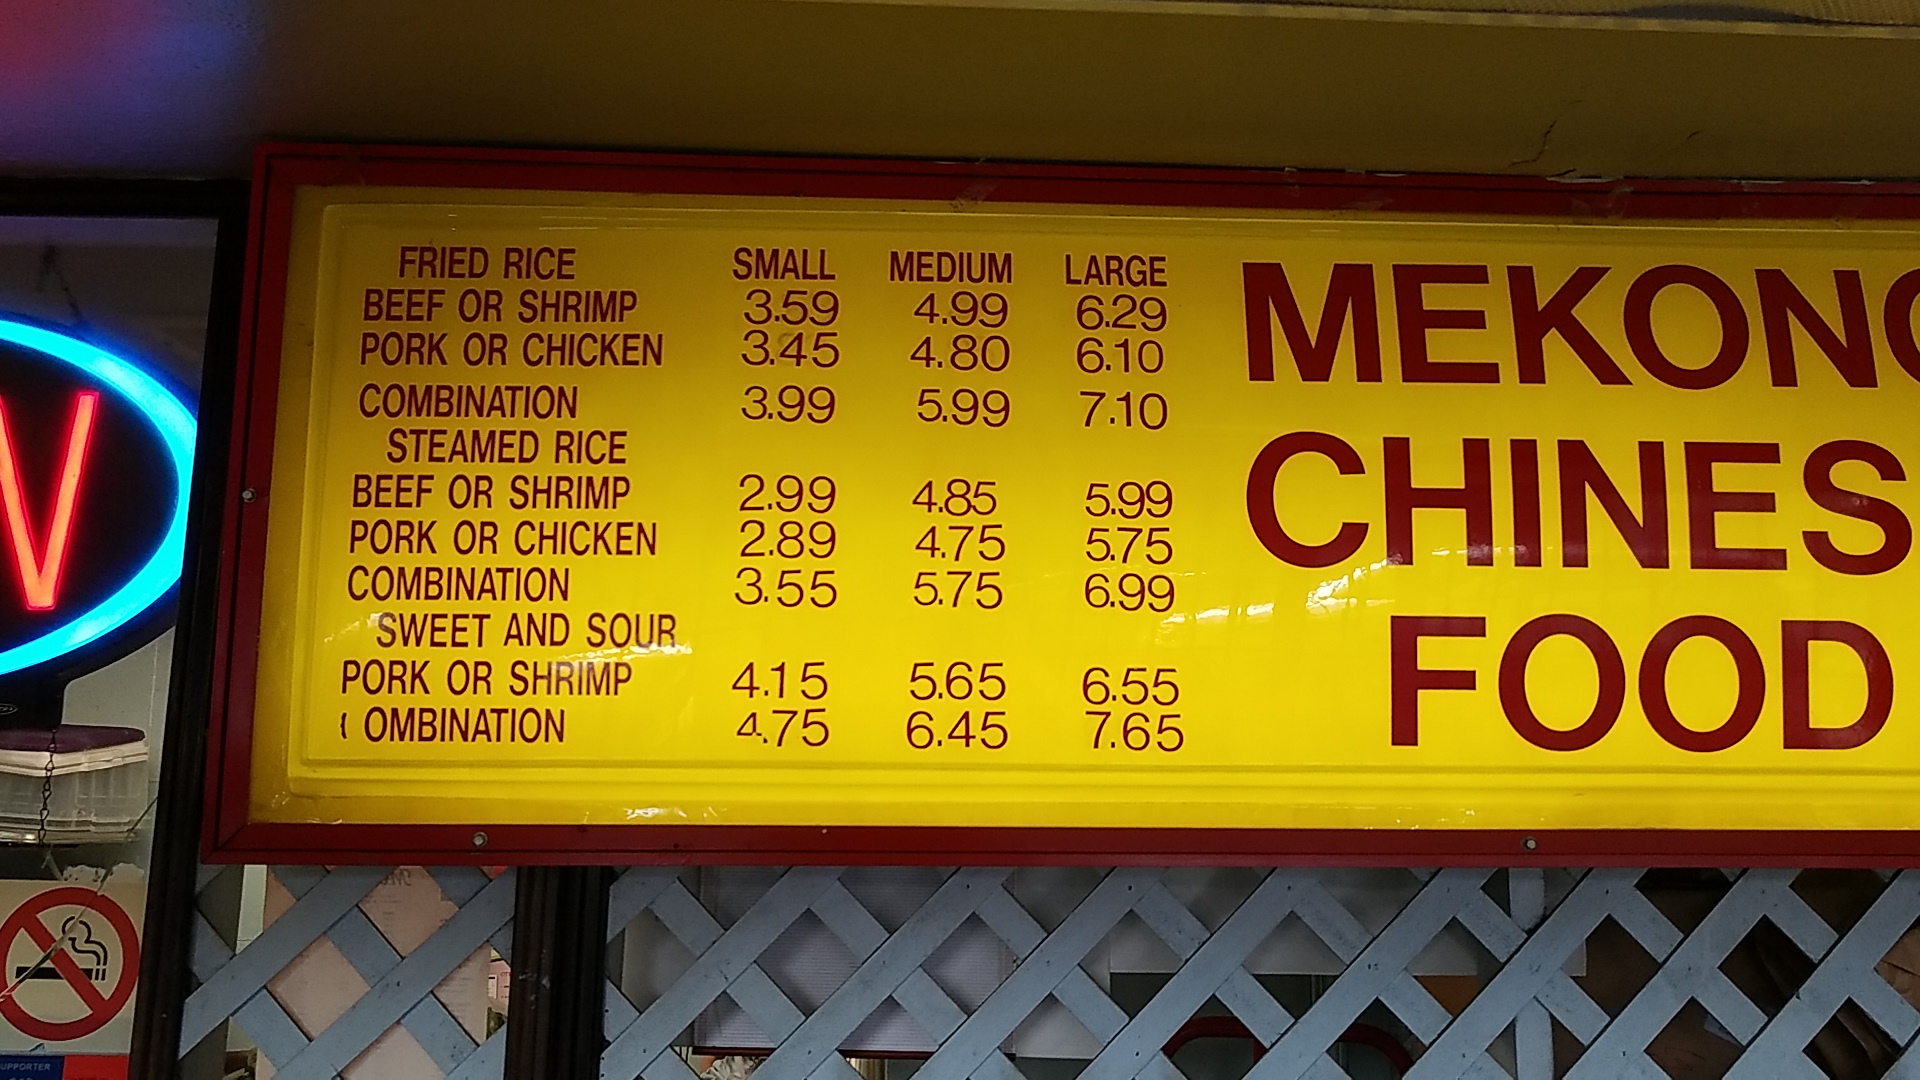 FRIED RICE SMALL MEDIUM LARGE
BEEF OR SHRIMP 3.59 4.99 6.29
PORK OR CHICKEN 3.45 4.80 6.10
COMBINATION 3.99 5.99 7.10
STEAMED RICE
BEEF OR SHRIMP 2.99 4.85 5.99
PORK OR CHICKEN 2.89 4.75 5.75
COMBINATION 3.55 5.75 6.99
SWEET AND SOUR
PORK OR SHRIMP 4.15 5.65 6.55
OMBINATION 4.75 6.45 7.65
MEKONG
CHINES
FOOD
N
UPPORTER